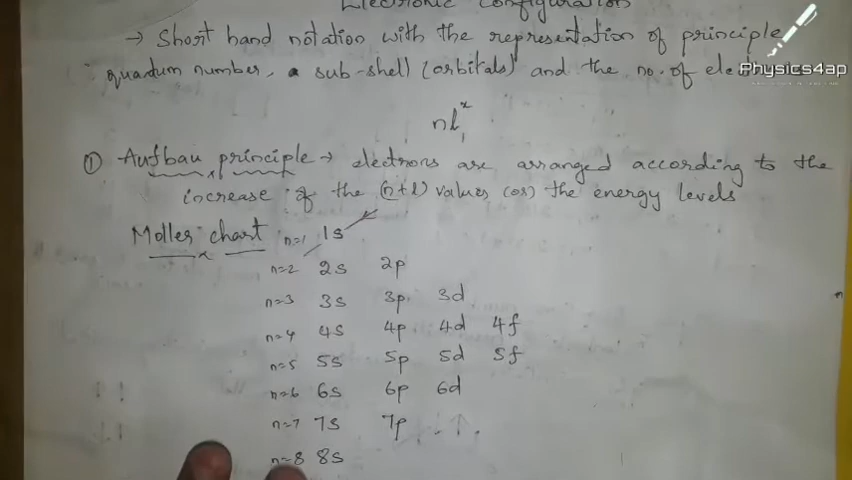 Electronic Configuration
→ Short hand notation with the representation of principle
quantum number, sub-shell (orbitals) and the no. of
Physics4ap
nlˣ
① Aufbau principle → electrons are arranged according to the
increase of the (n+l) values (or) the energy levels
Moller chart n=1 1s
n=2 2s 2p
n=3 3s 3p 3d
n=4 4s 4p 4d 4f
n=5 5s 5p 5d 5f
n=6 6s 6p 6d
n=7 7s 7p
n=8 8s